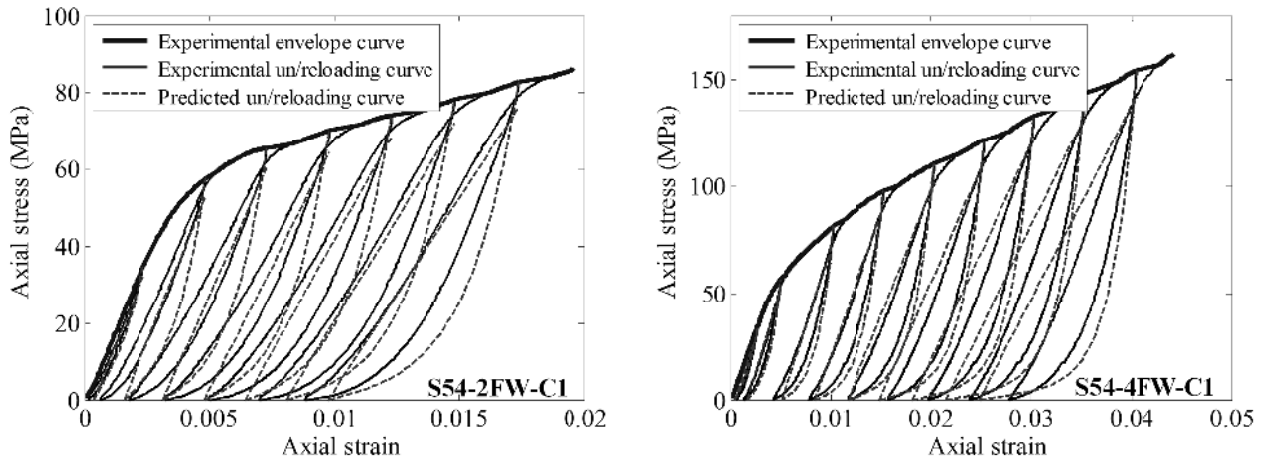 100
80
60
40
20
0
Axial stress (MPa)
Experimental envelope curve
Experimental un/reloading curve
Predicted un/reloading curve
S54-2FW-C1
0 0.005 0.01 0.015 0.02
Axial strain
150
100
50
0
Axial stress (MPa)
Experimental envelope curve
Experimental un/reloading curve
Predicted un/reloading curve
S54-4FW-C1
0 0.01 0.02 0.03 0.04 0.05
Axial strain